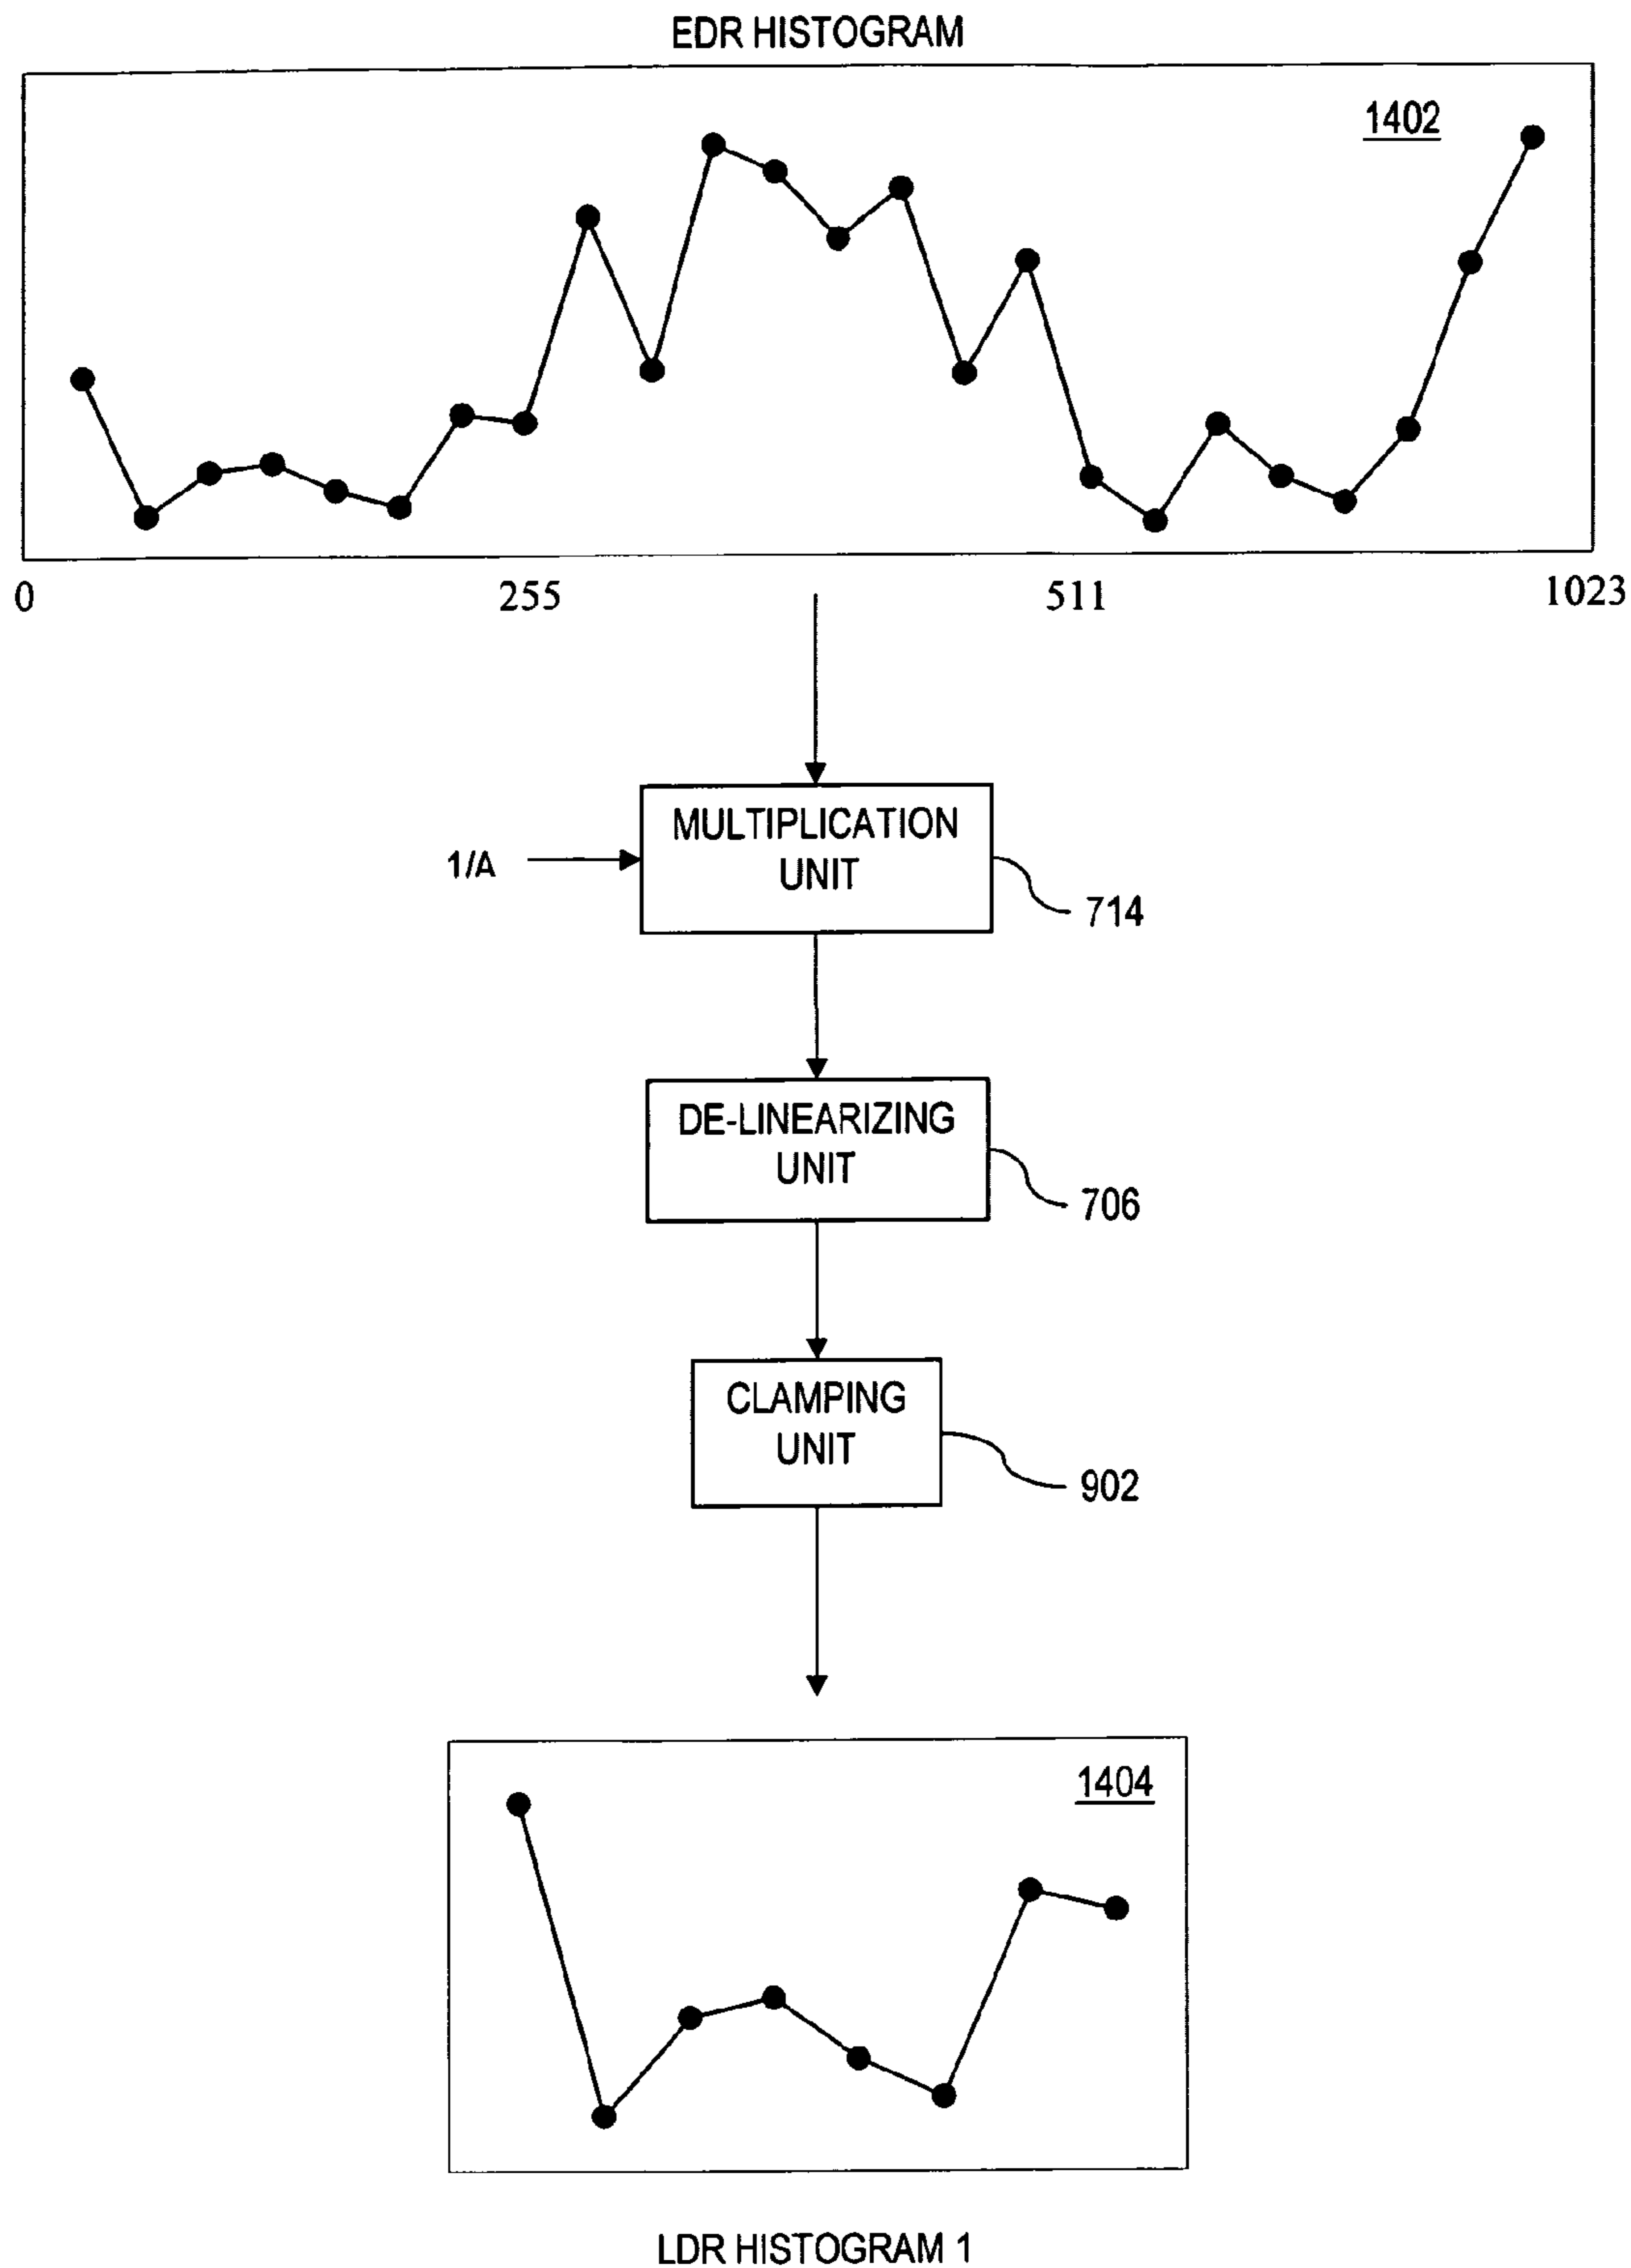 EDR HISTOGRAM
1402
0 255 511 1023
MULTIPLICATION
UNIT
1/A
714
DE-LINEARIZING
UNIT
706
CLAMPING
UNIT
902
1404
LDR HISTOGRAM 1